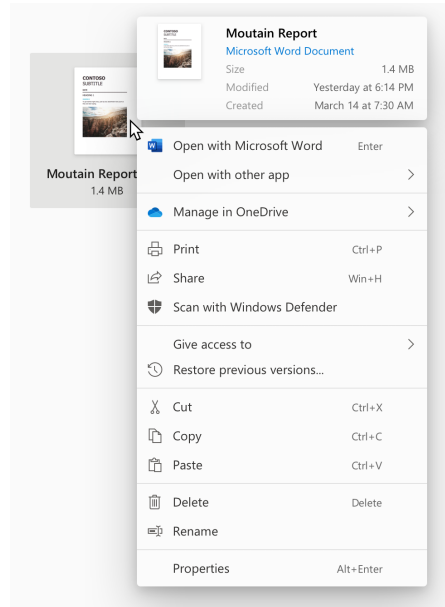 Moutain Report
Microsoft Word Document
Size 1.4 MB
Modified Yesterday at 6:14 PM
Created March 14 at 7:30 AM
CONTOSO
SUBTITLE
CONTOSO
SUBTITLE
Moutain Report
1.4 MB
Open with Microsoft Word Enter
Open with other app
Manage in OneDrive
Print Ctrl+P
Share Win+H
Scan with Windows Defender
Give access to
Restore previous versions...
Cut Ctrl+X
Copy Ctrl+C
Paste Ctrl+V
Delete Delete
Rename
Properties Alt+Enter